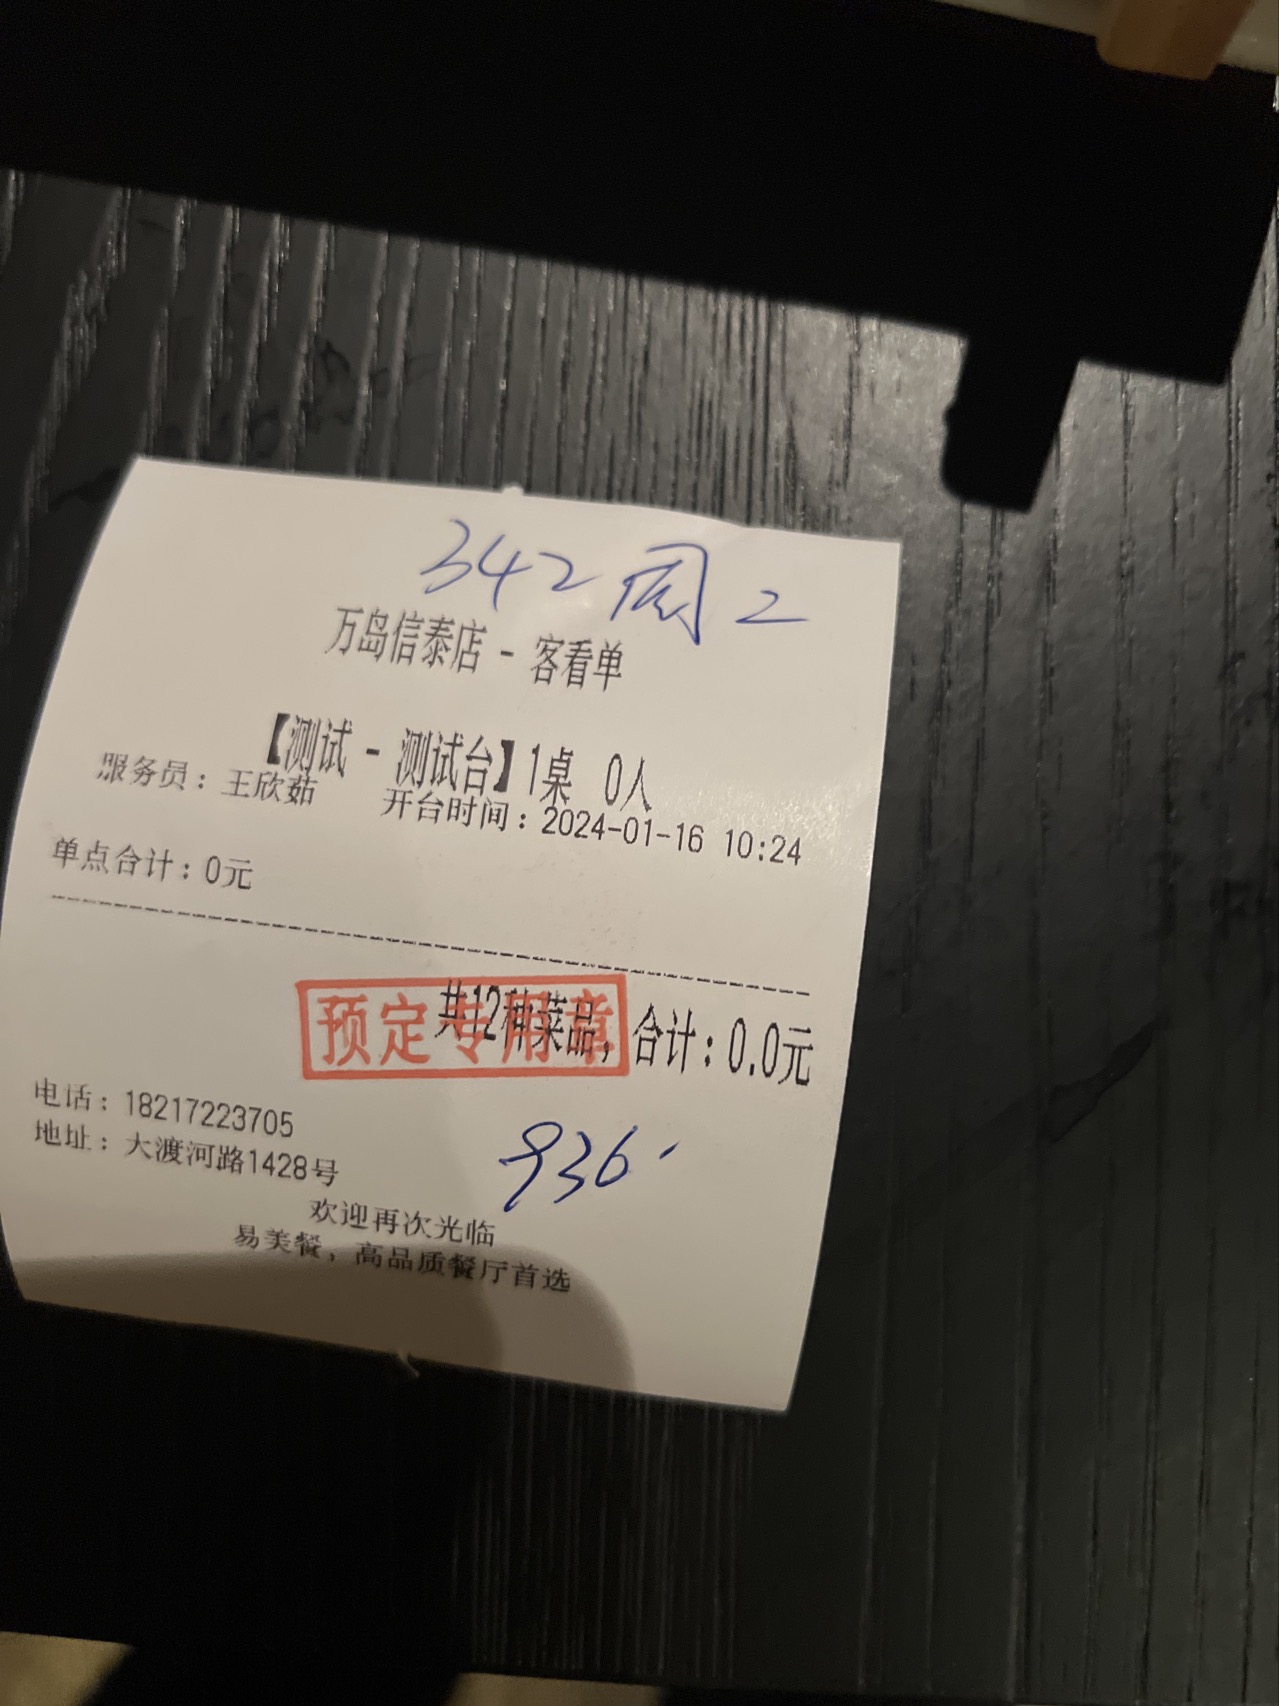 342 周 2
万岛信泰店 - 客看单
【测试 - 测试台】1桌 0人
服务员：王欣茹 开台时间：2024-01-16 10:24
单点合计：0元
共12种菜品，合计：0.0元
预定专用章
电话：18217223705
地址：大渡河路1428号
936.
欢迎再次光临
易美餐，高品质餐厅首选